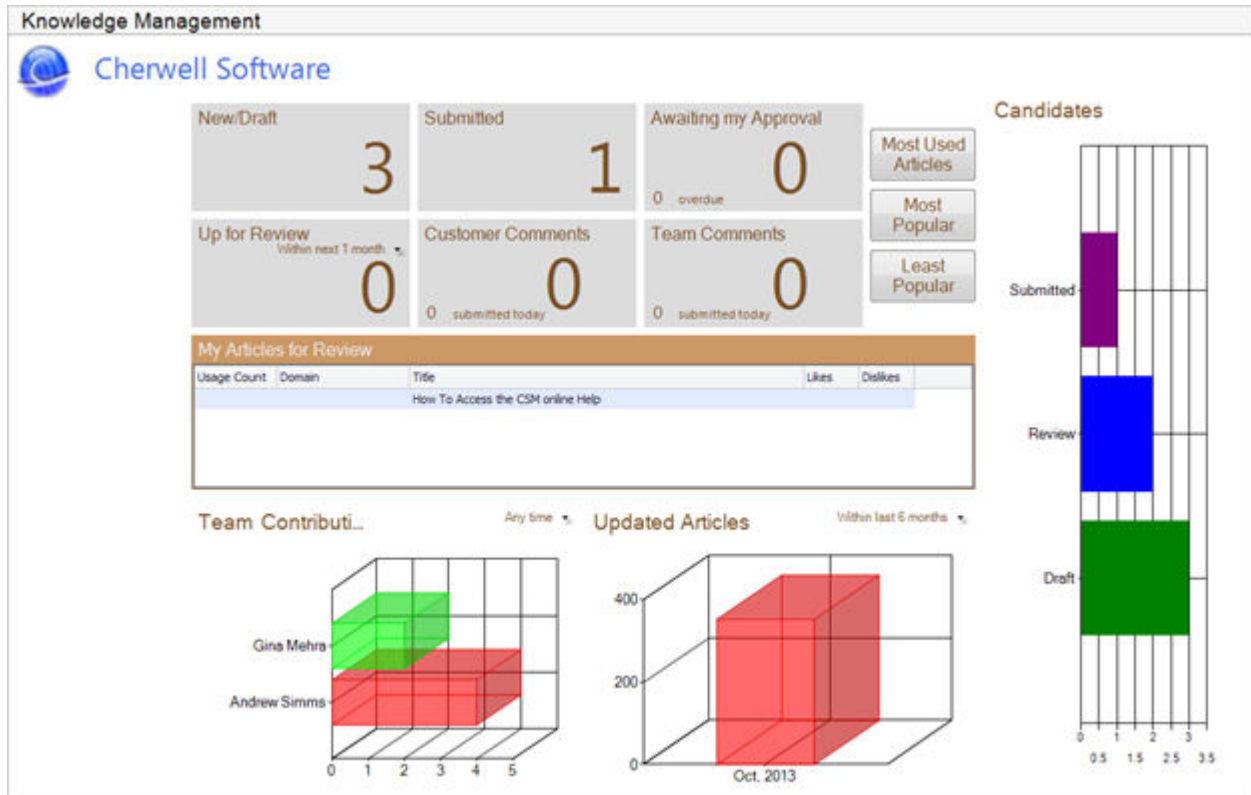 Knowledge Management
Cherwell Software
New/Draft
3
Submitted
1
Awaiting my Approval
0
0 overdue
Most Used
Articles
Most
Popular
Least
Popular
Up for Review
Within next 1 month
0
Customer Comments
0
0 submitted today
Team Comments
0
0 submitted today
My Articles for Review
Usage Count Domain Title Likes Dislikes
How To Access the CSM online Help
Team Contributi...
Any time
Gina Mehra
Andrew Simms
0 1 2 3 4 5
Updated Articles
Within last 6 months
400
200
0
Oct, 2013
Candidates
Submitted
Review
Draft
0 1 2 3
0.5 1.5 2.5 3.5